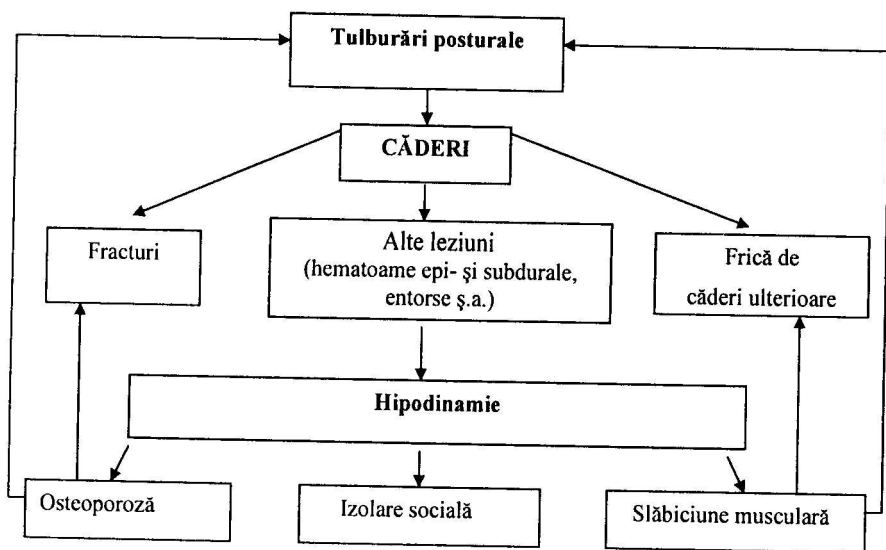 Tulburări posturale
CĂDERI
Fracturi
Alte leziuni
(hematoame epi- şi subdurale,
entorse ş.a.)
Frică de
căderi ulterioare
Hipodinamie
Osteoporoză
Izolare socială
Slăbiciune musculară